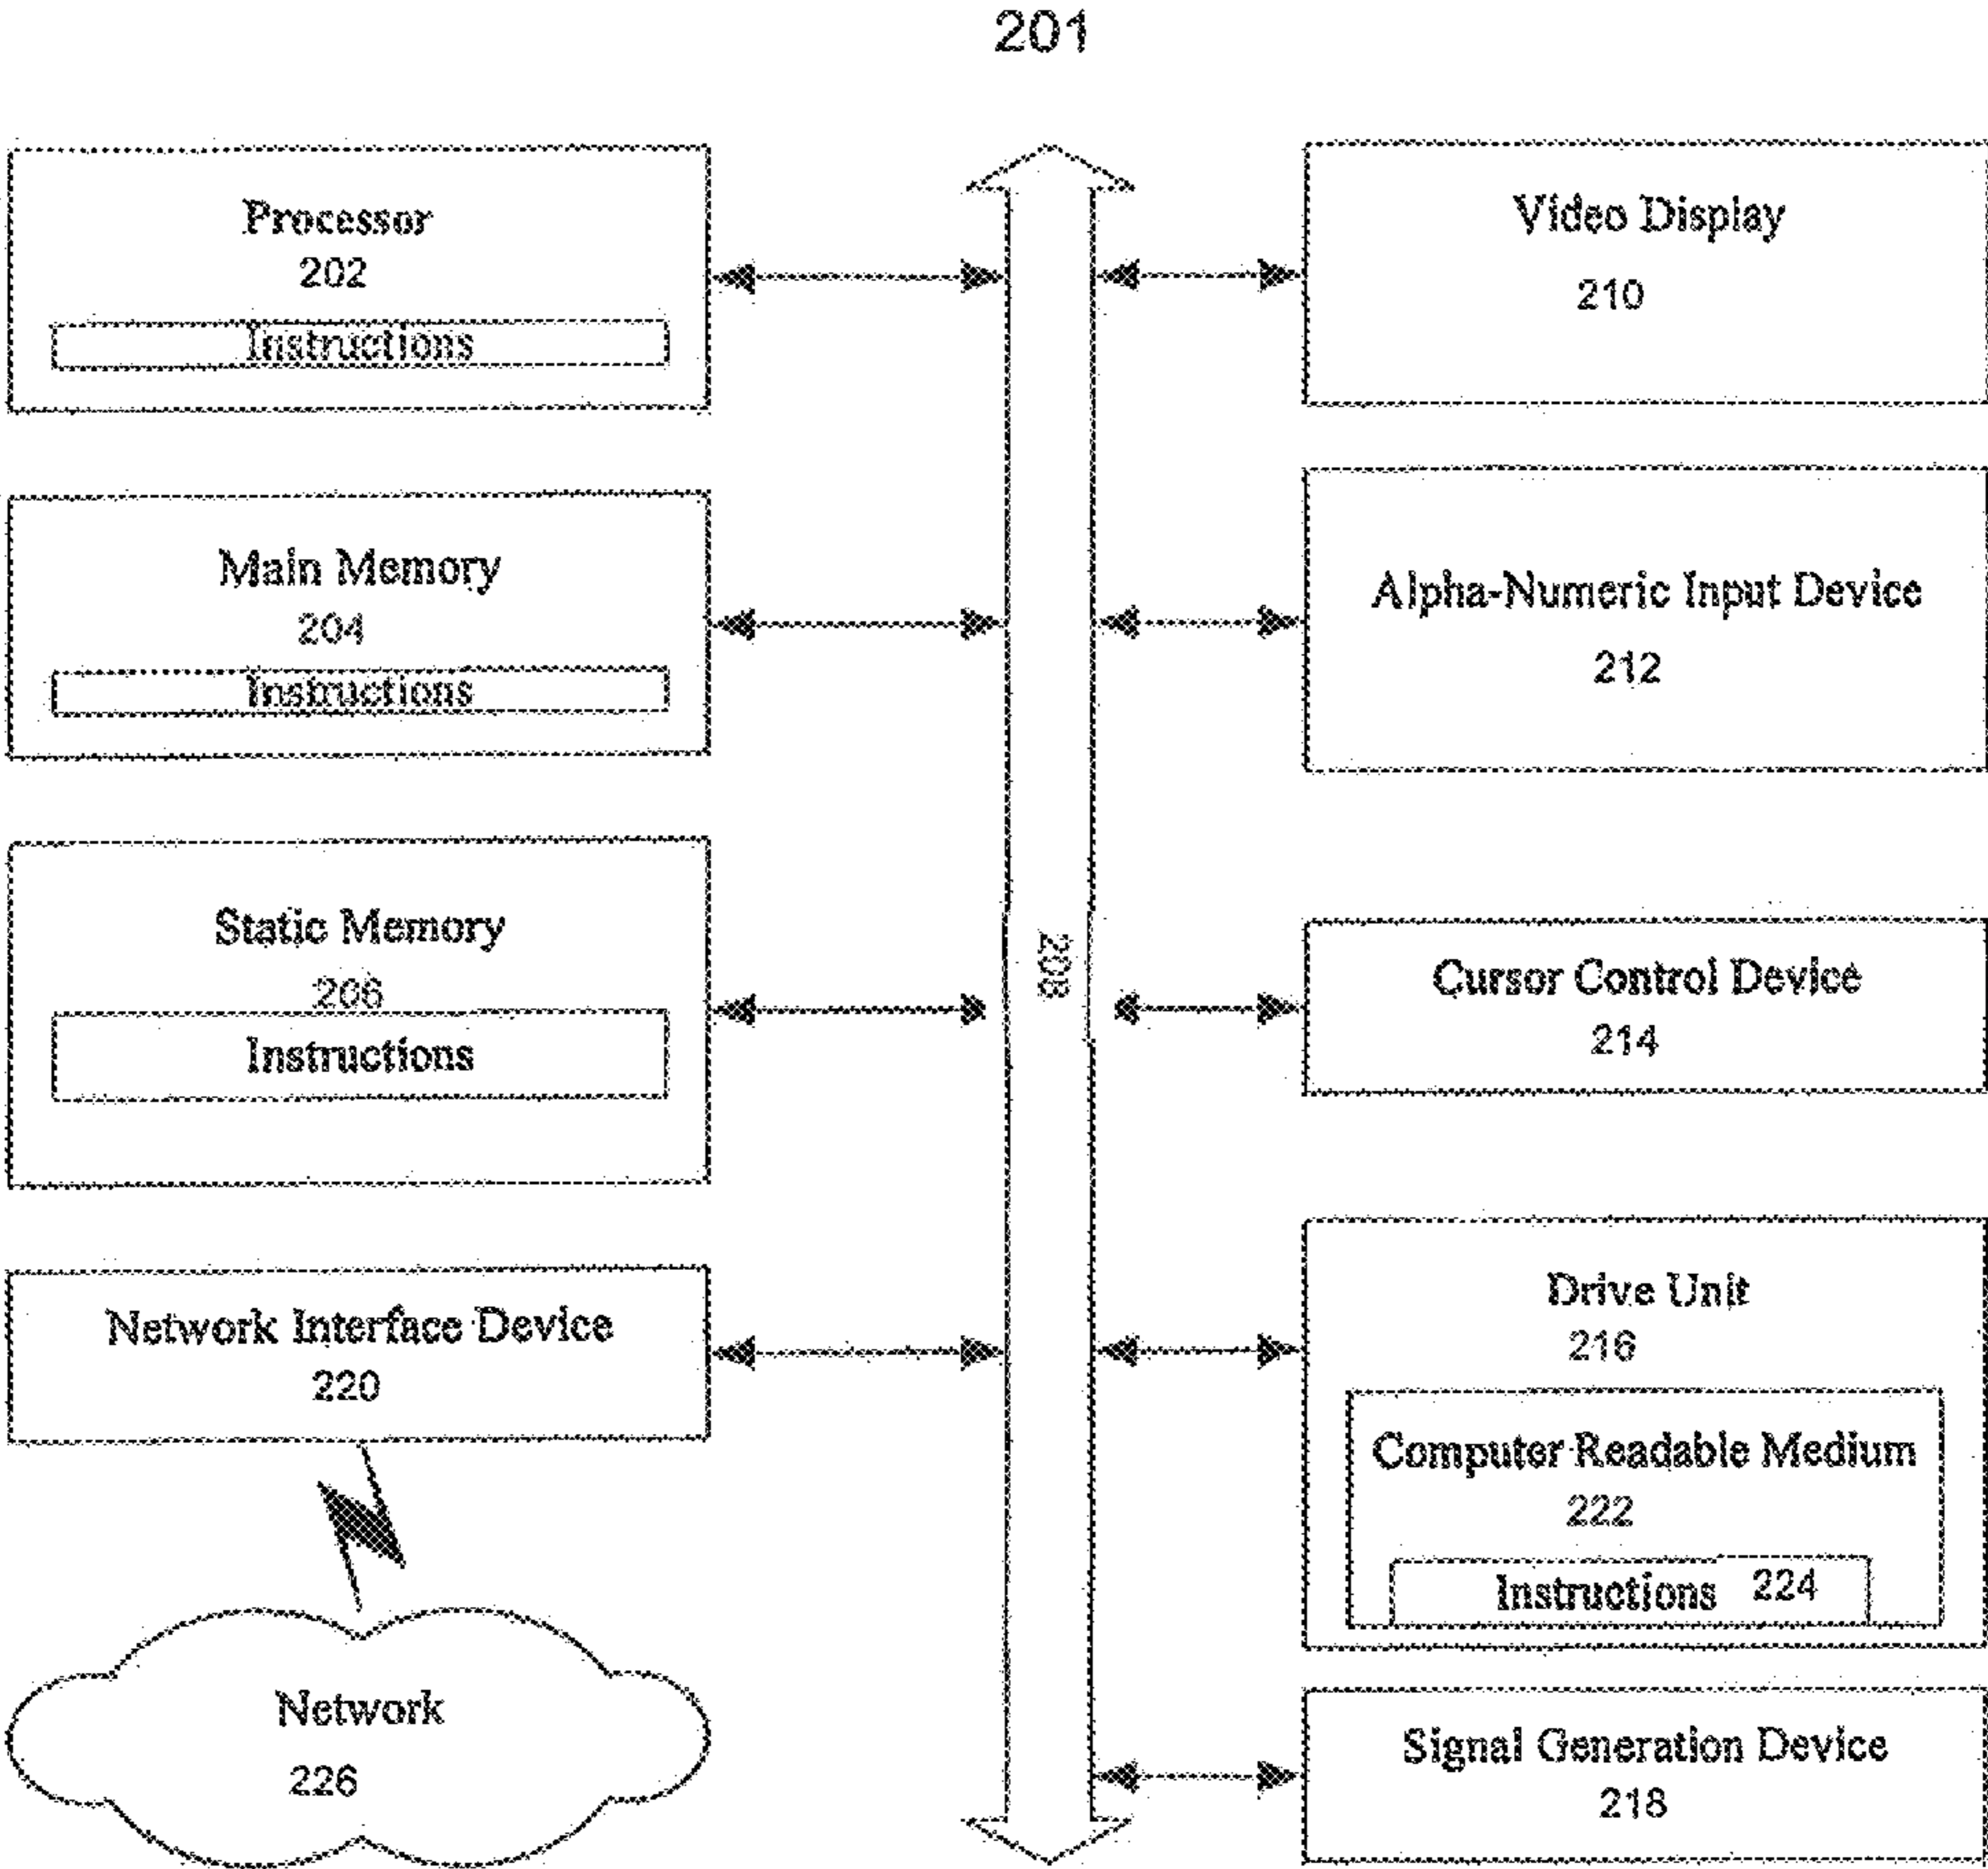 201
Processor
202
Instructions
Main Memory
204
Instructions
Static Memory
206
Instructions
Network Interface Device
220
Network
226
208
Video Display
210
Alpha-Numeric Input Device
212
Cursor Control Device
214
Drive Unit
216
Computer Readable Medium
222
Instructions 224
Signal Generation Device
218